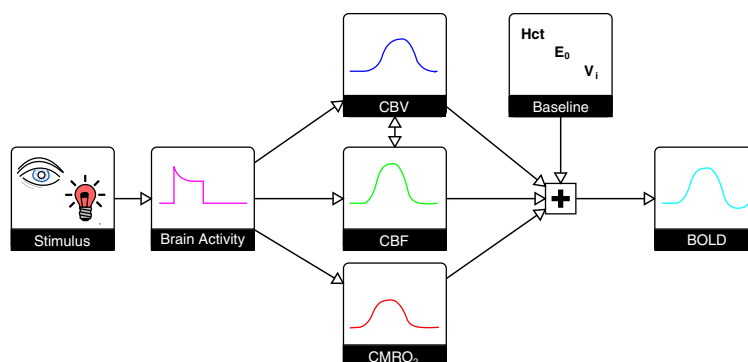 Hct
E₀
Vᵢ
CBV
Baseline
Stimulus
Brain Activity
CBF
BOLD
CMRO₂